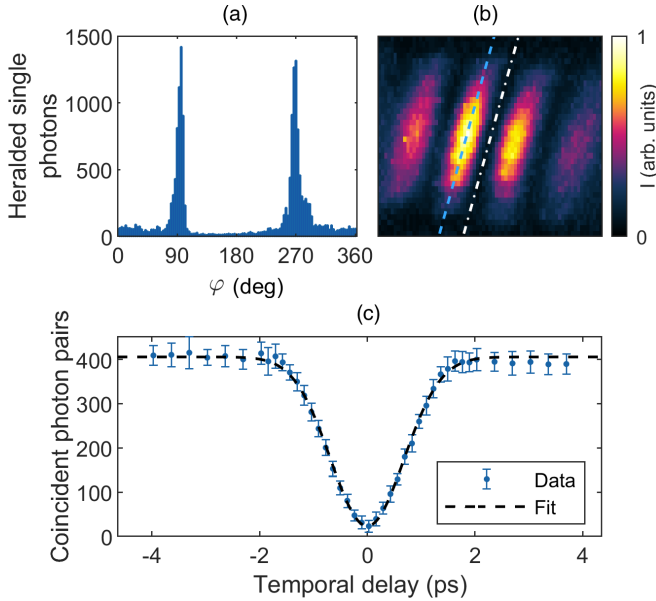 (a)
1500
1000
500
0
0 90 180 270 360
φ (deg)
Heralded single
photons
(b)
1
0
I (arb. units)
(c)
400
300
200
100
0
-4 -2 0 2 4
Temporal delay (ps)
Coincident photon pairs
Data
Fit